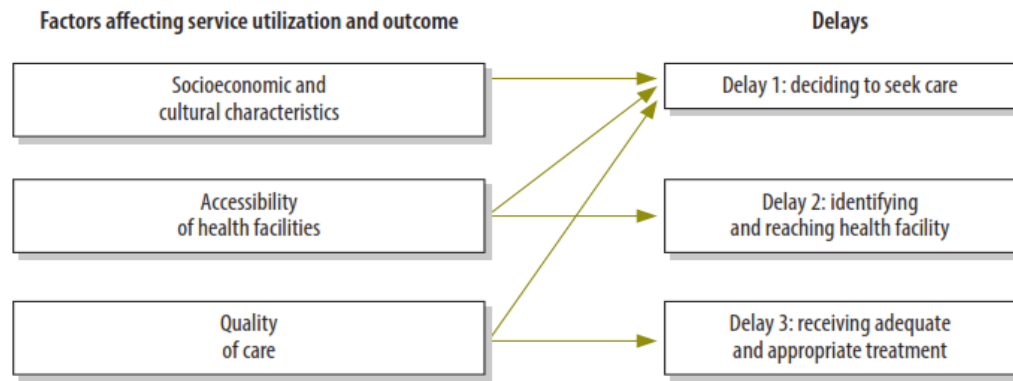 Factors affecting service utilization and outcome
Delays
Socioeconomic and
cultural characteristics
Delay 1: deciding to seek care
Accessibility
of health facilities
Delay 2: identifying
and reaching health facility
Quality
of care
Delay 3: receiving adequate
and appropriate treatment